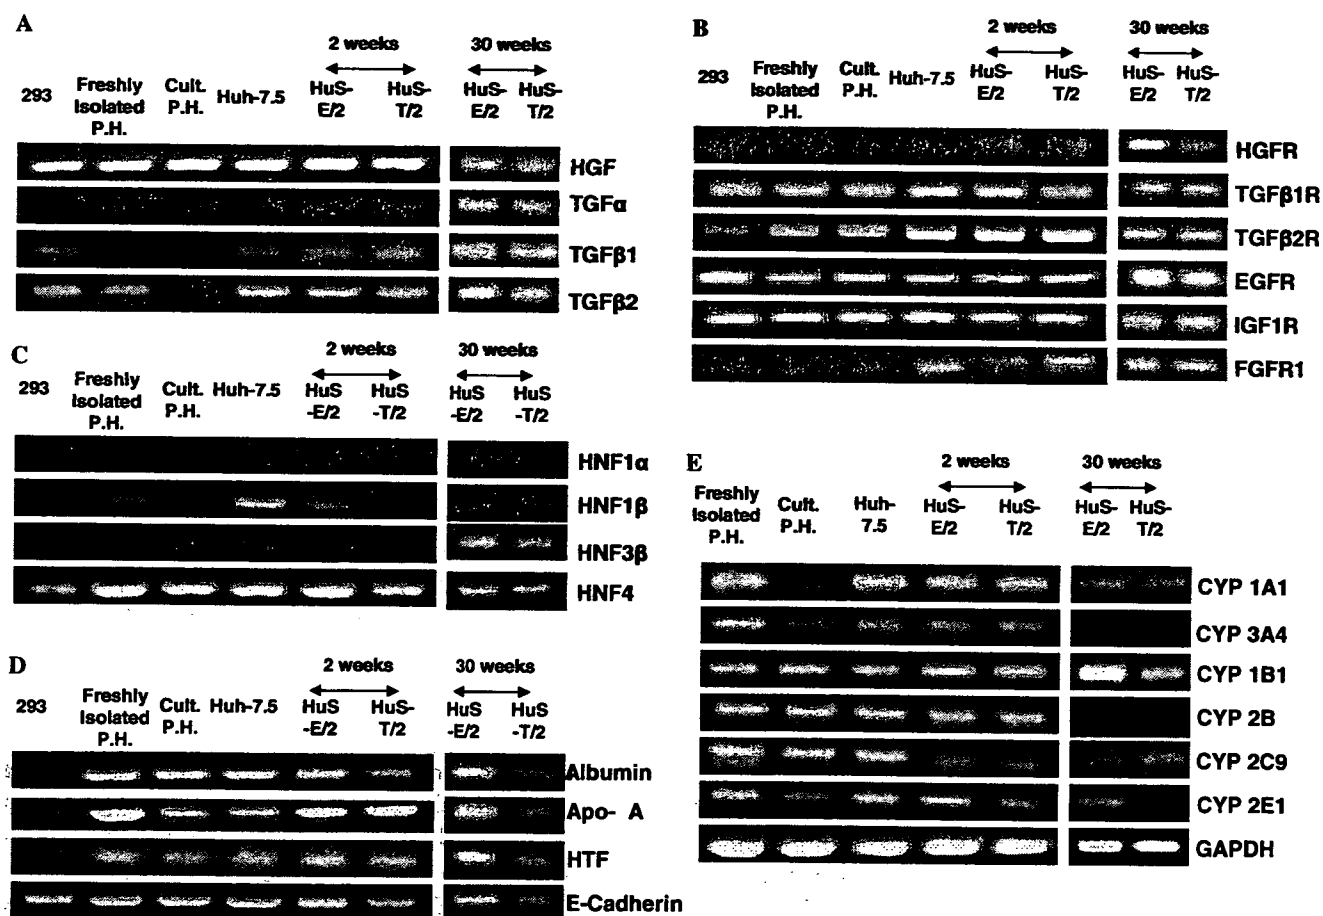 A
2 weeks
30 weeks
293
Freshly
Isolated
P.H.
Cult.
P.H.
Huh-7.5
HuS-
E/2
HuS-
T/2
HuS-
E/2
HuS-
T/2
HGF
TGFα
TGFβ1
TGFβ2
B
2 weeks
30 weeks
293
Freshly
Isolated
P.H.
Cult.
P.H.
Huh-7.5
HuS-
E/2
HuS-
T/2
HuS-
E/2
HuS-
T/2
HGFR
TGFβ1R
TGFβ2R
EGFR
IGF1R
FGFR1
C
2 weeks
30 weeks
293
Freshly
Isolated
P.H.
Cult.
P.H.
Huh-7.5
HuS
-E/2
HuS
-T/2
HuS
-E/2
HuS
-T/2
HNF1α
HNF1β
HNF3β
HNF4
D
2 weeks
30 weeks
293
Freshly
Isolated
P.H.
Cult.
P.H.
Huh-7.5
HuS
-E/2
HuS-
T/2
HuS
-E/2
HuS
-T/2
Albumin
Apo- A
HTF
E-Cadherin
E
2 weeks
30 weeks
Freshly
Isolated
P.H.
Cult.
P.H.
Huh-
7.5
HuS-
E/2
HuS-
T/2
HuS-
E/2
HuS-
T/2
CYP 1A1
CYP 3A4
CYP 1B1
CYP 2B
CYP 2C9
CYP 2E1
GAPDH